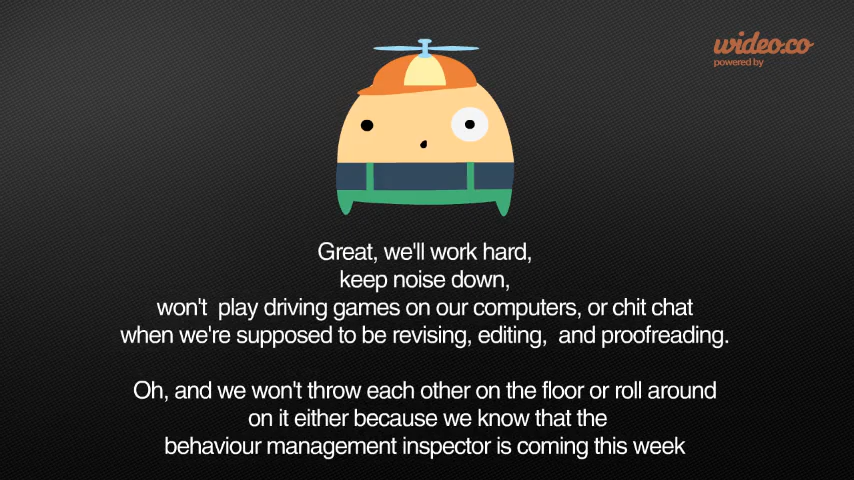 wideo.co
powered by
Great, we'll work hard,
keep noise down,
won't  play driving games on our computers, or chit chat
when we're supposed to be revising, editing,  and proofreading.
Oh, and we won't throw each other on the floor or roll around
on it either because we know that the
behaviour management inspector is coming this week